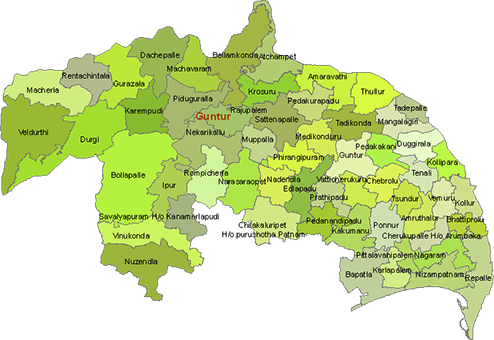 Dachepalle
Bellamkonda
Atchampet
Machavaram
Rentachintala
Gurazala
Macherla
Amaravathi
Krosuru
Thullur
Piduguralla
Pedakurapadu
Karempudi
Rajupalem
Guntur
Sattenapalle
Tadepalle
Tadikonda
Mangalagiri
Veldurthi
Nekarikallu
Durgi
Muppalla
Medikonduru
Pedakakani
Duggirala
Phirangipuram
Guntur
Kollipara
Bollapalle
Rompicherla
Tenali
Ipur
Narasaraopet
Nadendla
Vatticherukuru
Chebrolu
Edlapadu
Prathipadu
Tsundur
Vemuru
Kollur
Savalyapuram H/o Kanamarlapudi
Amruthalur
Bhattiprolu
Chilakaluripet
H/o.purushotha Patnam
Pedanandipadu
Ponnur
Kakumanu
Cherukupalle H/o Arumbaka
Vinukonda
Nuzendla
Pittalavanipalem
Nagaram
Bapatla
Karlapalem
Nizampatnam
Repalle